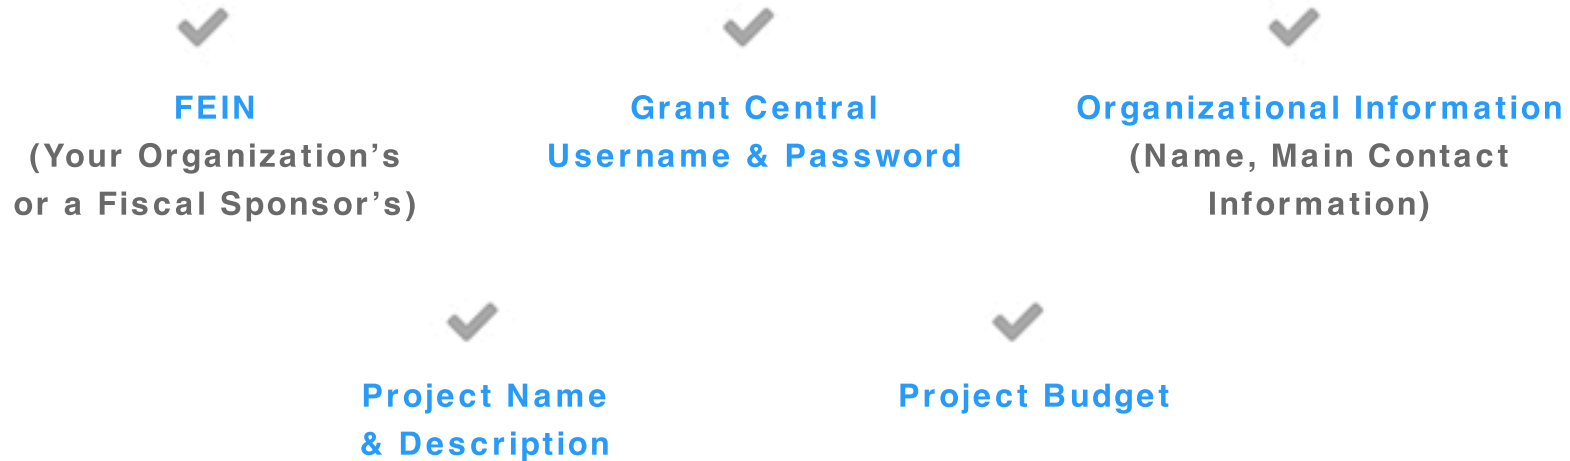 FEIN
(Your Organization’s
or a Fiscal Sponsor’s)
Grant Central
Username & Password
Organizational Information
(Name, Main Contact
Information)
Project Name
& Description
Project Budget